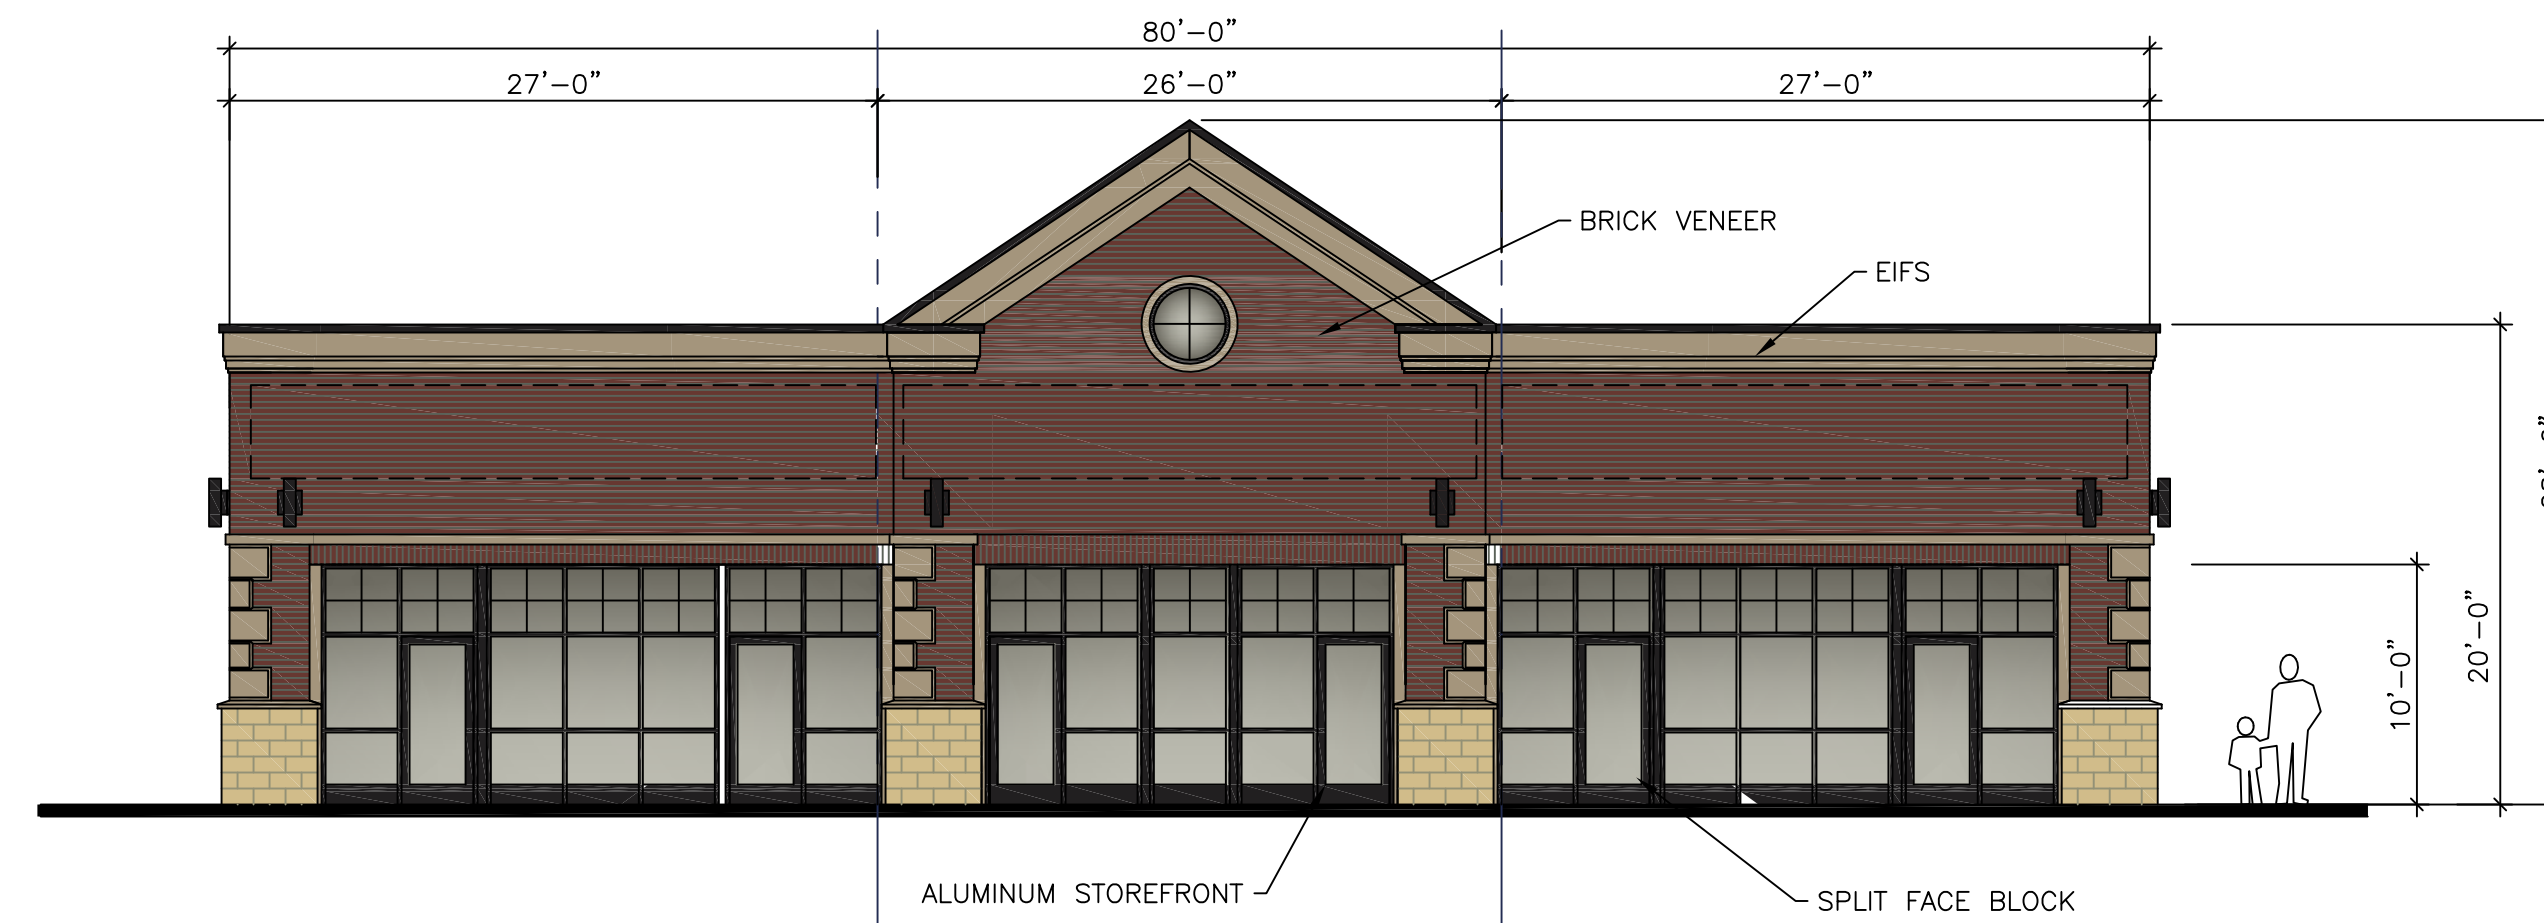 80'-0"
27'-0"
26'-0"
27'-0"
BRICK VENEER
EIFS
10'-0"
20'-0"
ALUMINUM STOREFRONT
SPLIT FACE BLOCK